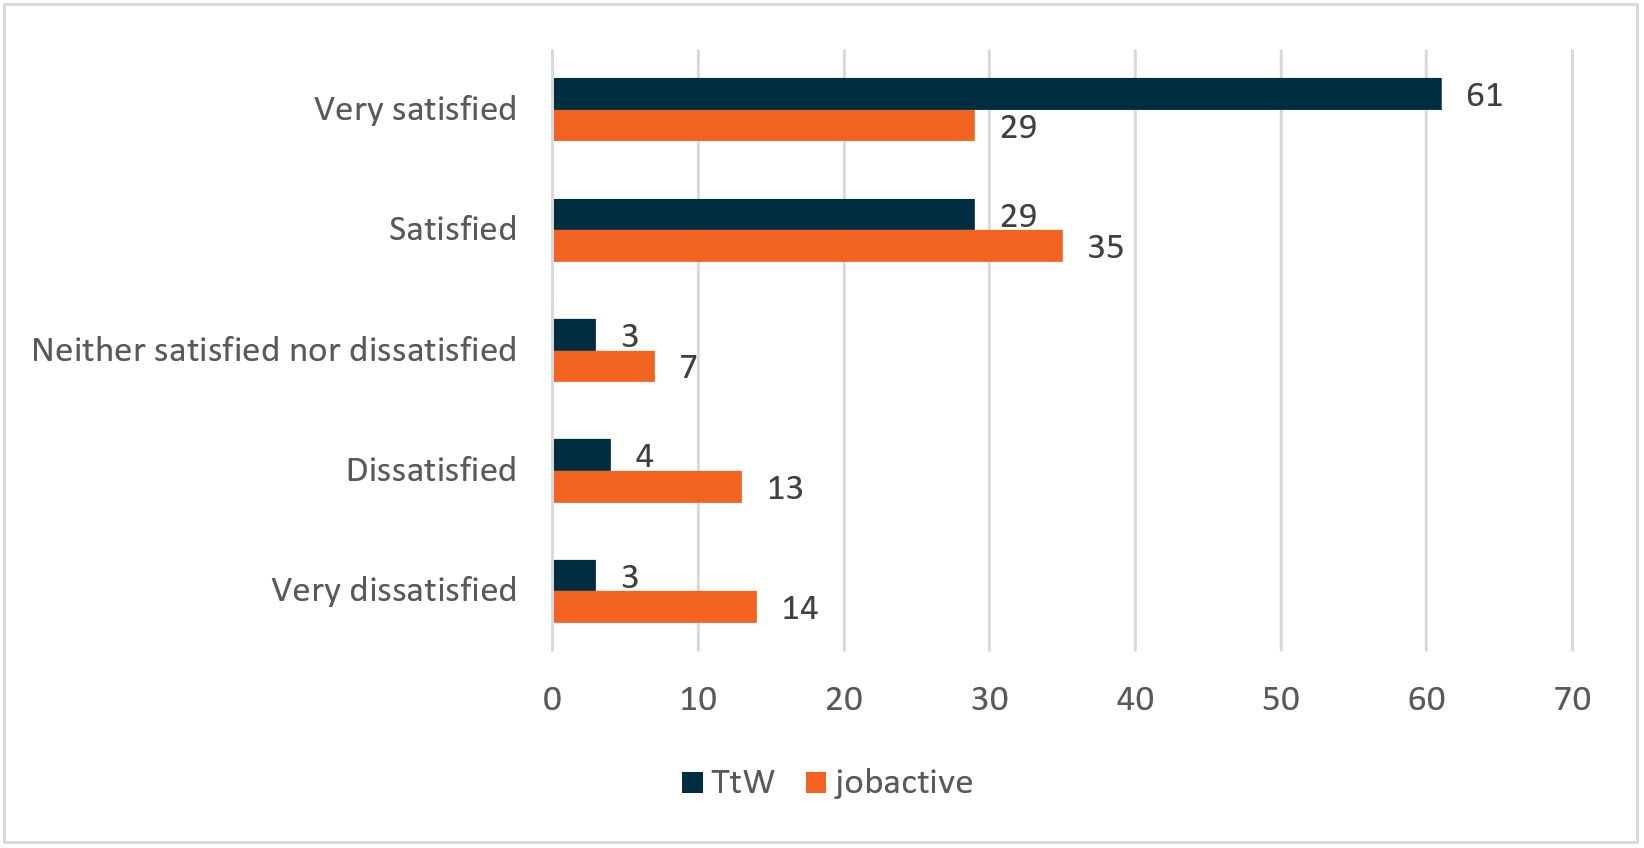 Very satisfied
61
29
Satisfied
29
35
Neither satisfied nor dissatisfied
3
7
Dissatisfied
4
13
Very dissatisfied
3
14
0 10 20 30 40 50 60 70
TtW jobactive